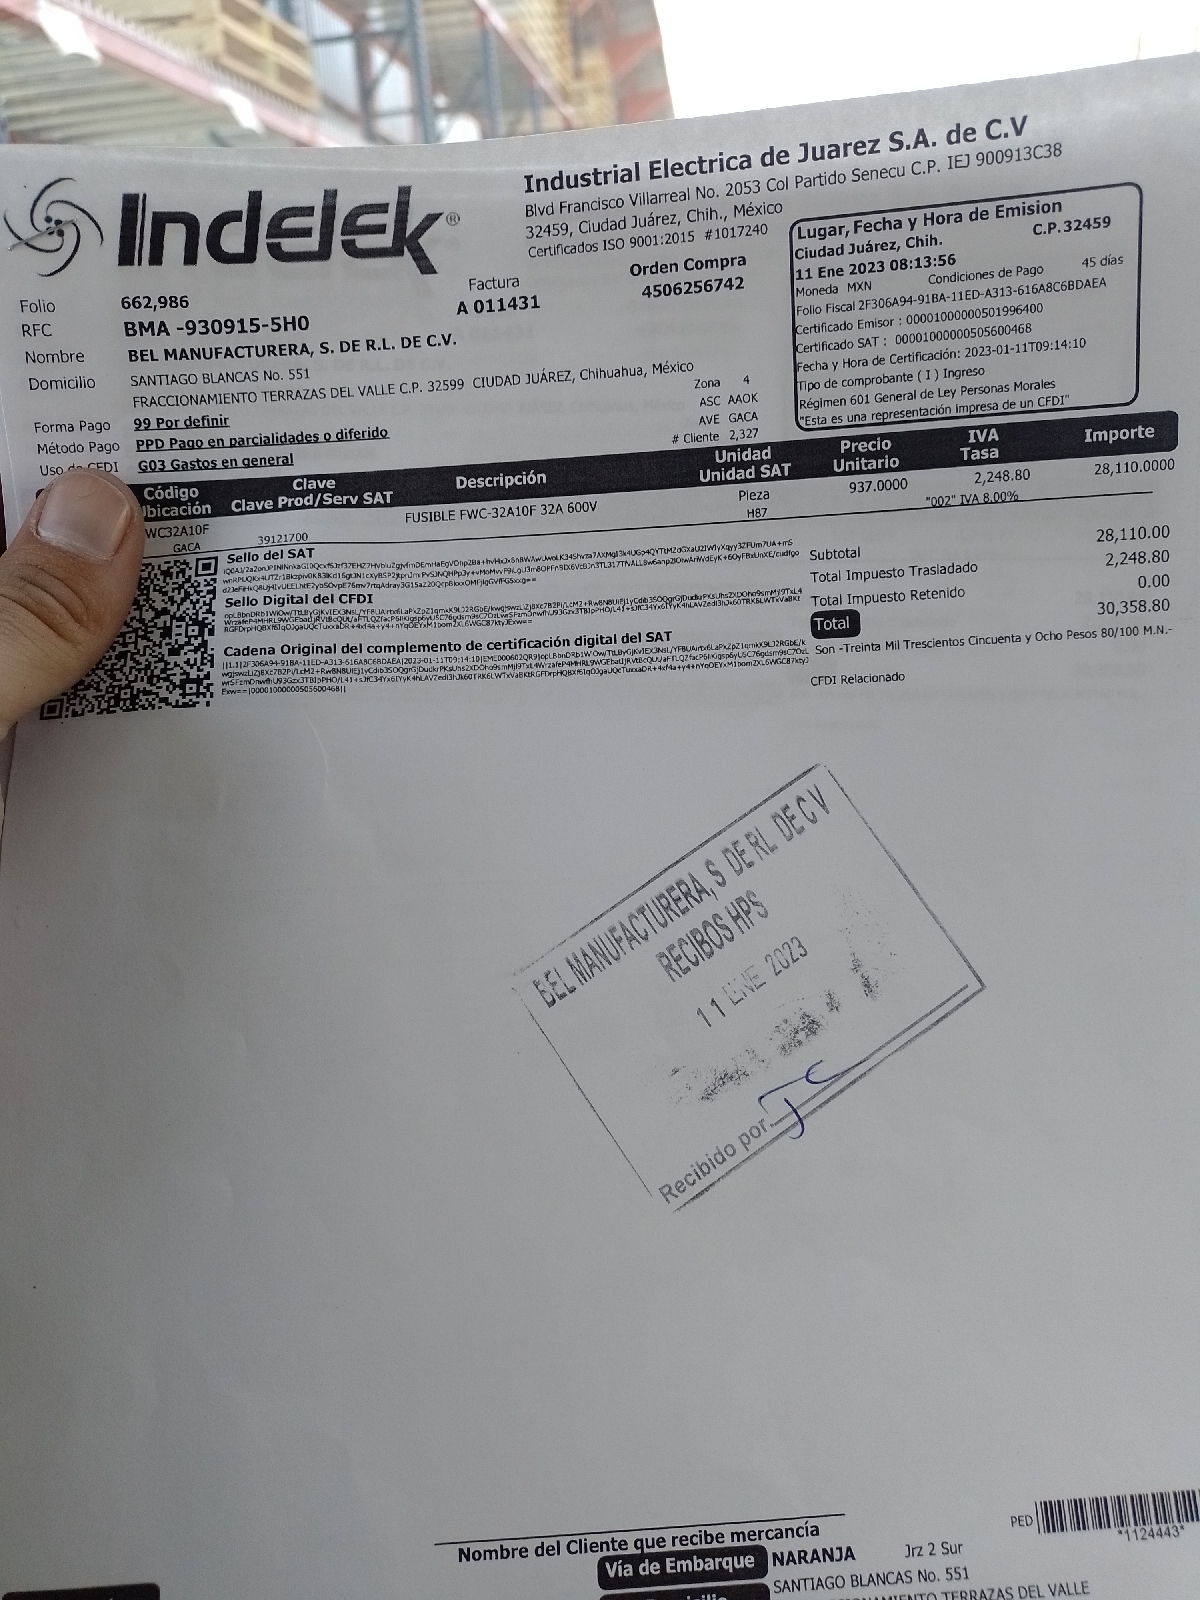 Indelek®
Industrial Electrica de Juarez S.A. de C.V
Blvd Francisco Villarreal No. 2053 Col Partido Senecu C.P. IEJ 900913C38
32459, Ciudad Juárez, Chih., México
Certificados ISO 9001:2015 #1017240
Lugar, Fecha y Hora de Emision
Ciudad Juárez, Chih. C.P. 32459
11 Ene 2023 08:13:56
Moneda MXN Condiciones de Pago 45 días
Folio Fiscal 2F306A94-91BA-11ED-A313-616A8C6BDAEA
Certificado Emisor : 00001000000501996400
Certificado SAT : 00001000000505600468
Fecha y Hora de Certificación: 2023-01-11T09:14:10
Tipo de comprobante ( I ) Ingreso
Régimen 601 General de Ley Personas Morales
"Esta es una representación impresa de un CFDI"
Factura
A 011431
Orden Compra
4506256742
Folio 662,986
RFC BMA -930915-5H0
Nombre BEL MANUFACTURERA, S. DE R.L. DE C.V.
Domicilio SANTIAGO BLANCAS No. 551
FRACCIONAMIENTO TERRAZAS DEL VALLE C.P. 32599 CIUDAD JUÁREZ, Chihuahua, México
Zona 4
ASC AAOK
AVE GACA
# Cliente 2,327
Forma Pago 99 Por definir
Método Pago PPD Pago en parcialidades o diferido
Uso de CFDI G03 Gastos en general
Código Clave Descripción Unidad Precio IVA Importe
Ubicación Clave Prod/Serv SAT Unidad SAT Unitario Tasa
WC32A10F FUSIBLE FWC-32A10F 32A 600V Pieza 937.0000 2,248.80 28,110.0000
GACA 39121700 H87 "002" IVA 8.00%
Sello del SAT
Sello Digital del CFDI
Cadena Original del complemento de certificación digital del SAT
Subtotal 28,110.00
Total Impuesto Trasladado 2,248.80
Total Impuesto Retenido 0.00
Total 30,358.80
Son -Treinta Mil Trescientos Cincuenta y Ocho Pesos 80/100 M.N.-
CFDI Relacionado
BEL MANUFACTURERA, S DE RL DE C V
RECIBOS HPS
11 ENE 2023
Recibido por
PED
*1124443*
Nombre del Cliente que recibe mercancía
Vía de Embarque NARANJA Jrz 2 Sur
SANTIAGO BLANCAS No. 551
TERRAZAS DEL VALLE